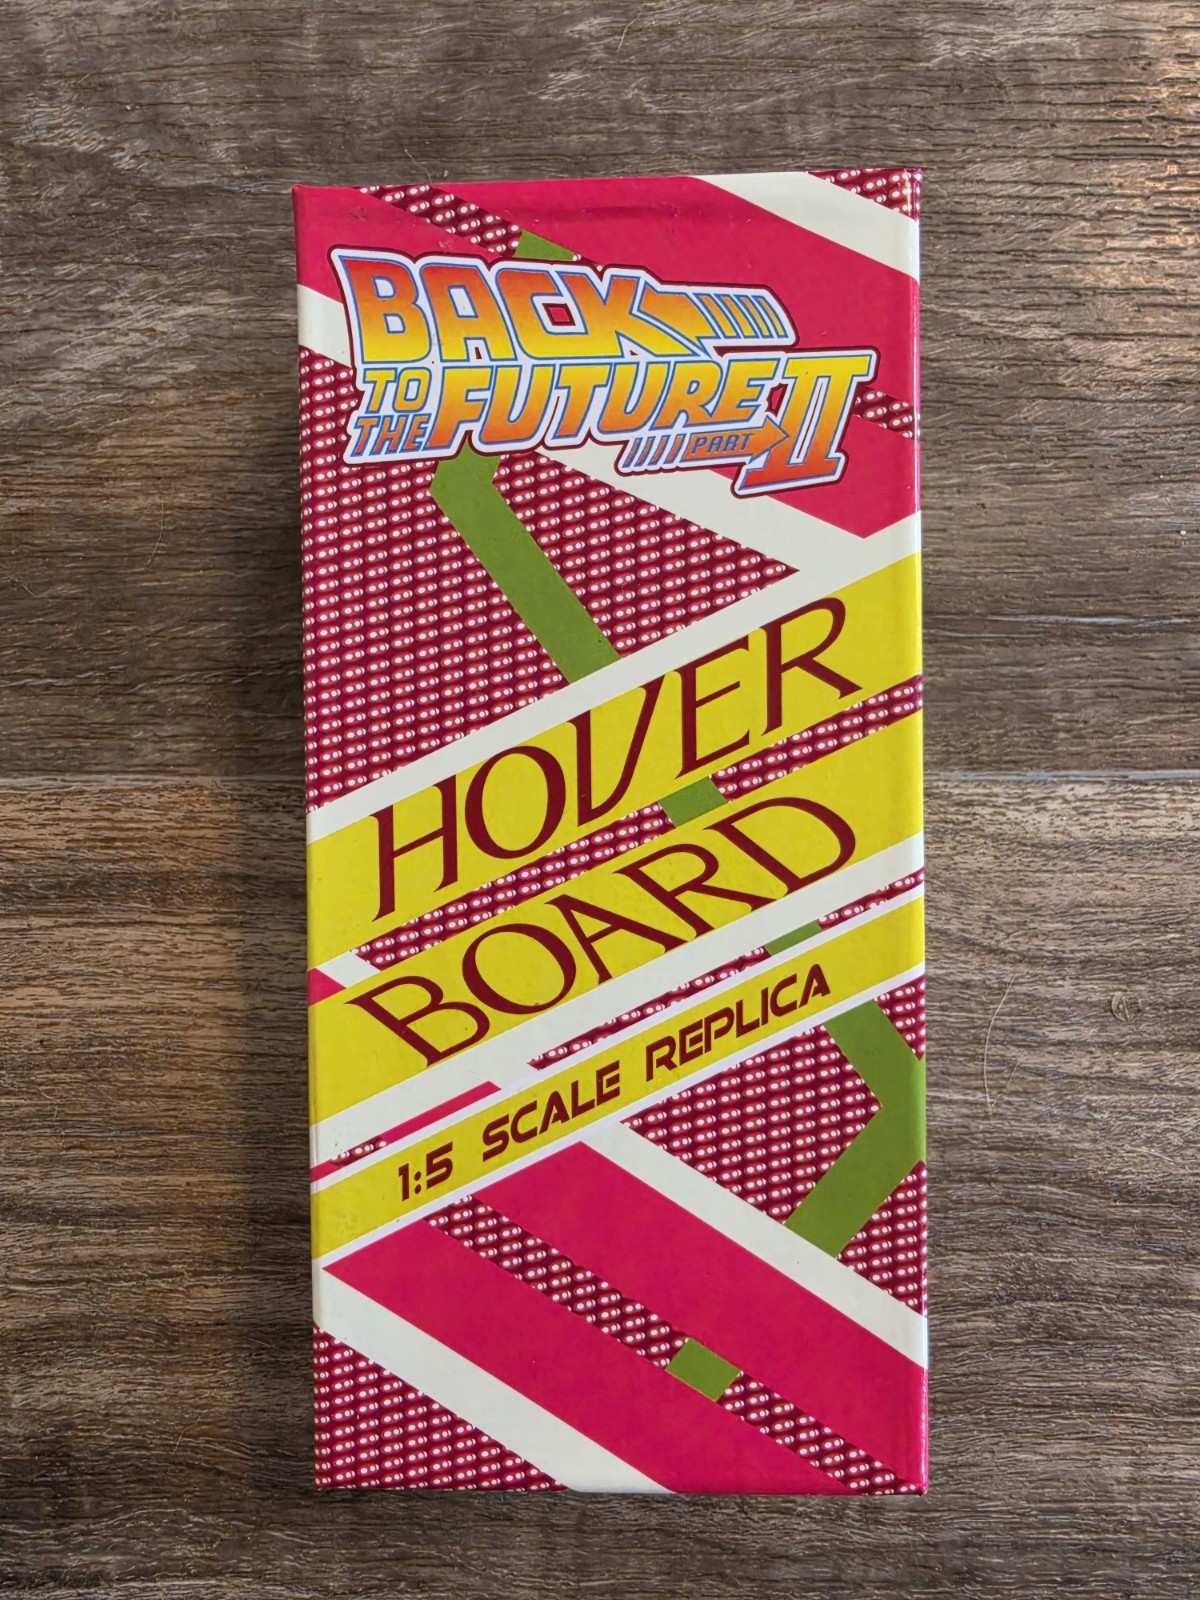 BACK
TO THE FUTURE PART II
HOVER
BOARD
1:5 SCALE REPLICA